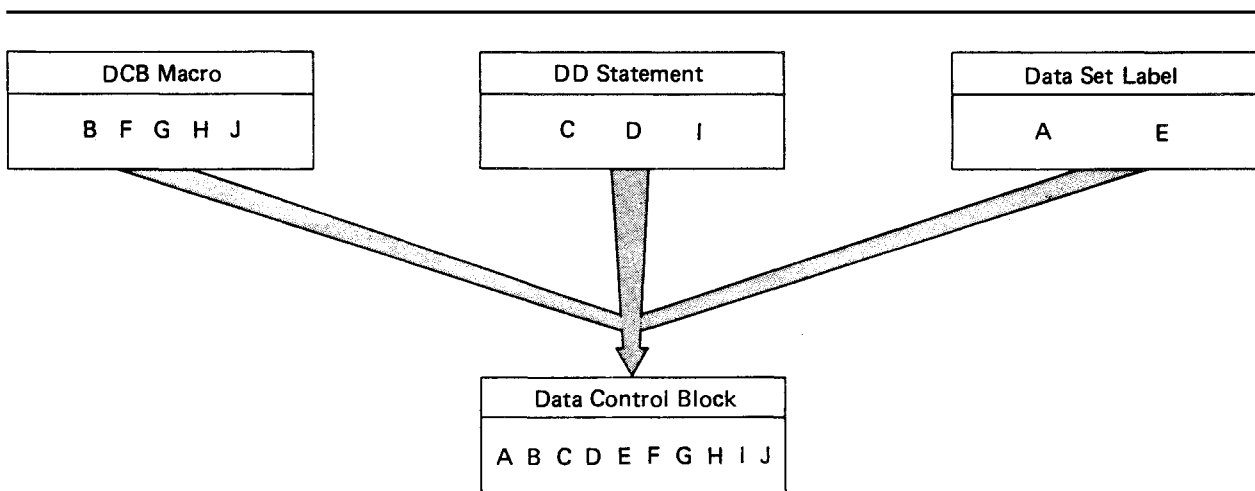 DCB Macro
B F G H J
DD Statement
C D I
Data Set Label
A E
Data Control Block
A B C D E F G H I J